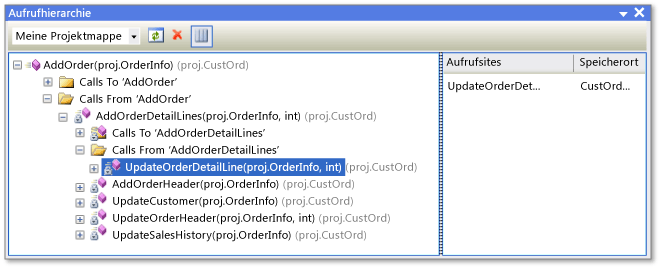 Aufrufhierarchie
Meine Projektmappe
AddOrder(proj.OrderInfo) (proj.CustOrd)
Calls To 'AddOrder'
Calls From 'AddOrder'
AddOrderDetailLines(proj.OrderInfo, int) (proj.CustOrd)
Calls To 'AddOrderDetailLines'
Calls From 'AddOrderDetailLines'
UpdateOrderDetailLine(proj.OrderInfo, int) (proj.CustOrd)
AddOrderHeader(proj.OrderInfo) (proj.CustOrd)
UpdateCustomer(proj.OrderInfo) (proj.CustOrd)
UpdateOrderHeader(proj.OrderInfo, int) (proj.CustOrd)
UpdateSalesHistory(proj.OrderInfo) (proj.CustOrd)
Aufrufsites Speicherort
UpdateOrderDet... CustOrd...